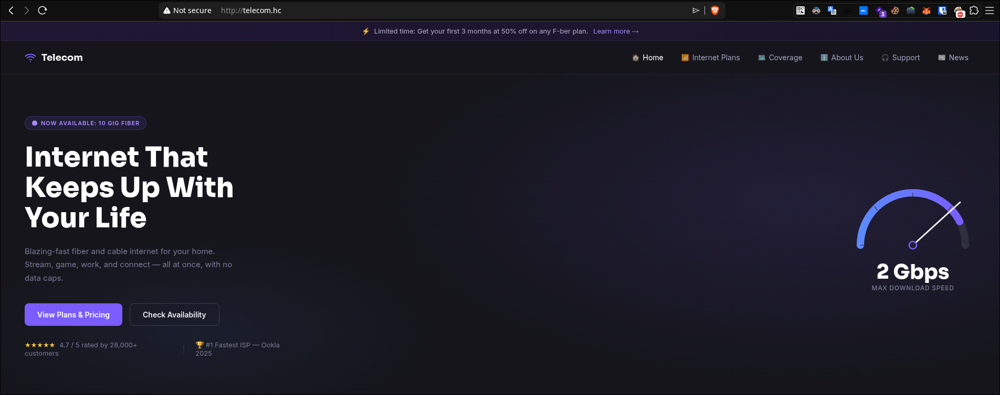 Not secure http://telecom.hc
3
⚡ Limited time: Get your first 3 months at 50% off on any F-ber plan. Learn more →
Telecom
Home Internet Plans Coverage About Us Support News
NOW AVAILABLE: 10 GIG FIBER
Internet That
Keeps Up With
Your Life
Blazing-fast fiber and cable internet for your home.
Stream, game, work, and connect — all at once, with no
data caps.
2 Gbps
MAX DOWNLOAD SPEED
View Plans & Pricing Check Availability
★★★★★ 4.7 / 5 rated by 28,000+
customers
🏆 #1 Fastest ISP — Ookla
2025